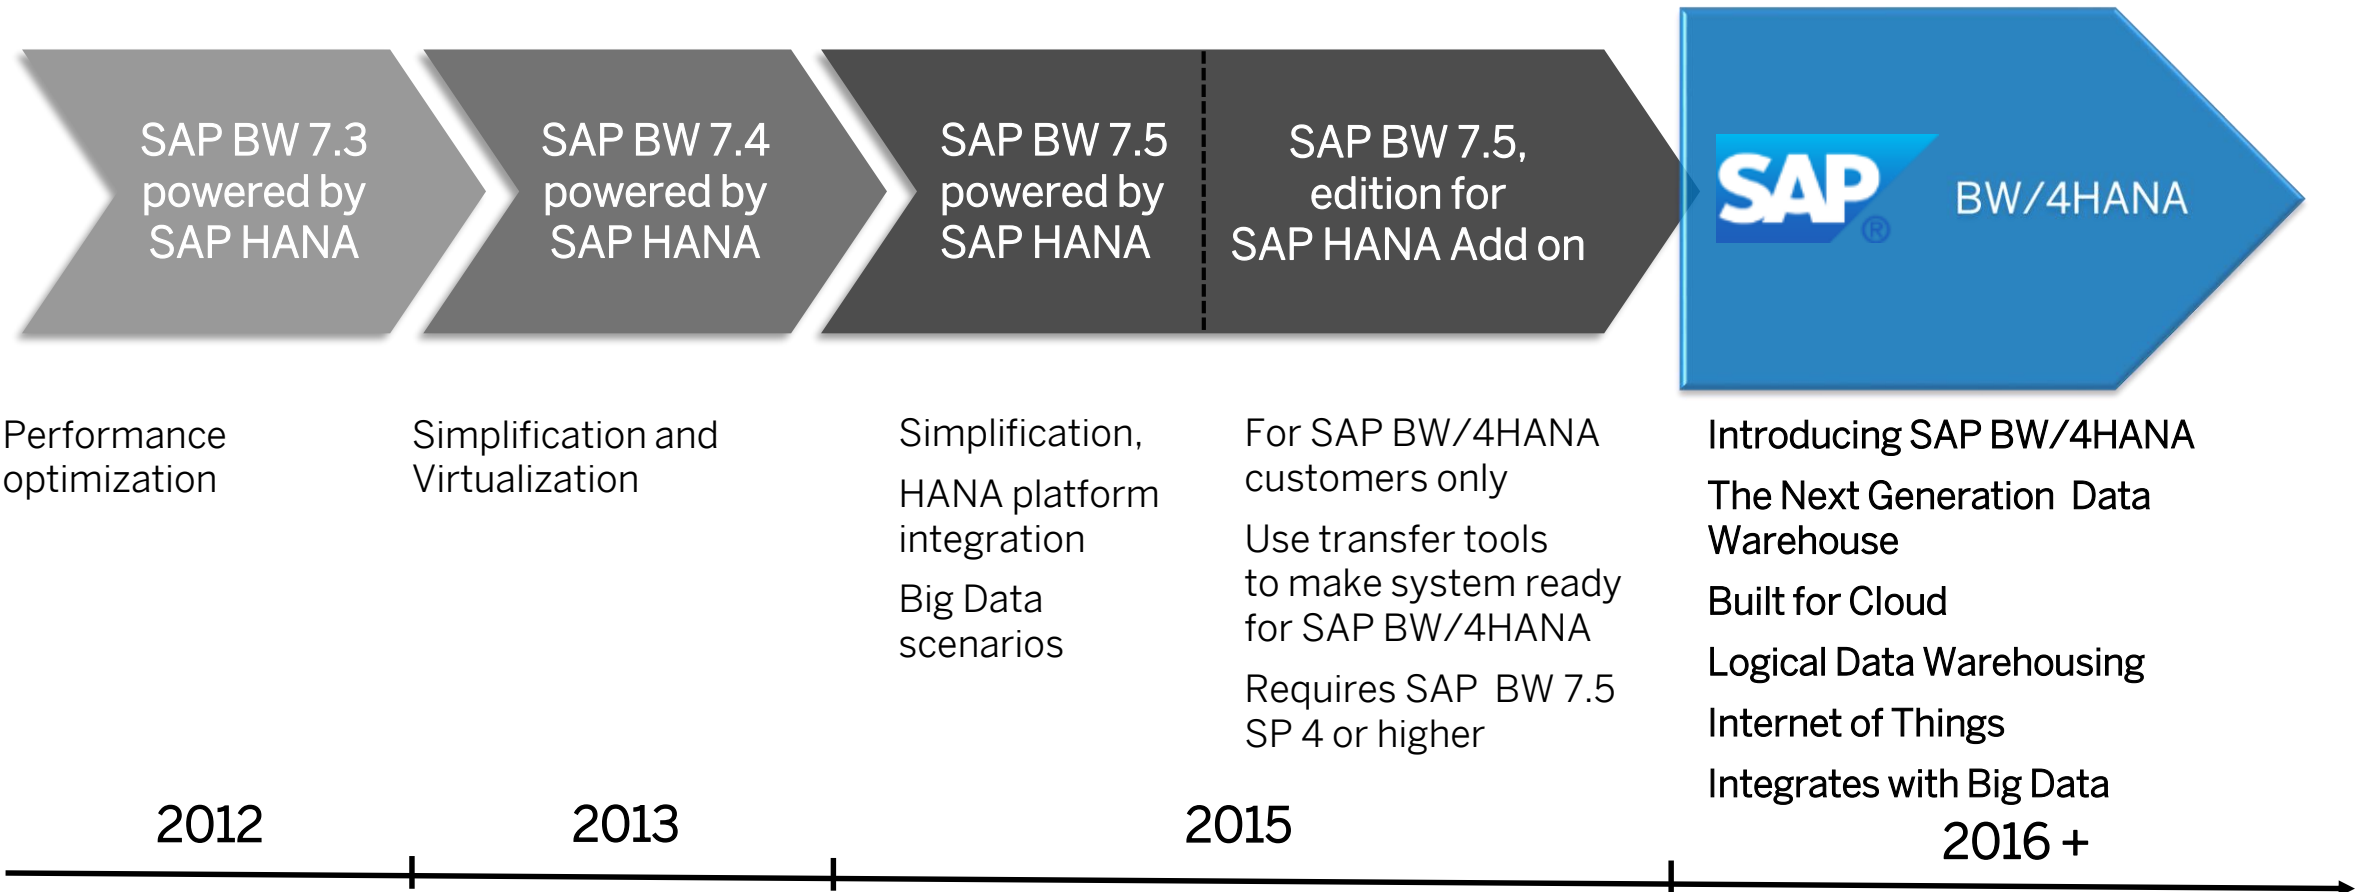 SAP BW 7.3
powered by
SAP HANA
SAP BW 7.4
powered by
SAP HANA
SAP BW 7.5
powered by
SAP HANA
SAP BW 7.5,
edition for
SAP HANA Add on
SAP ®
BW/4HANA
Performance
optimization
Simplification and
Virtualization
Simplification,
HANA platform
integration
Big Data
scenarios
For SAP BW/4HANA
customers only
Use transfer tools
to make system ready
for SAP BW/4HANA
Requires SAP BW 7.5
SP 4 or higher
Introducing SAP BW/4HANA
The Next Generation Data
Warehouse
Built for Cloud
Logical Data Warehousing
Internet of Things
Integrates with Big Data
2012
2013
2015
2016 +